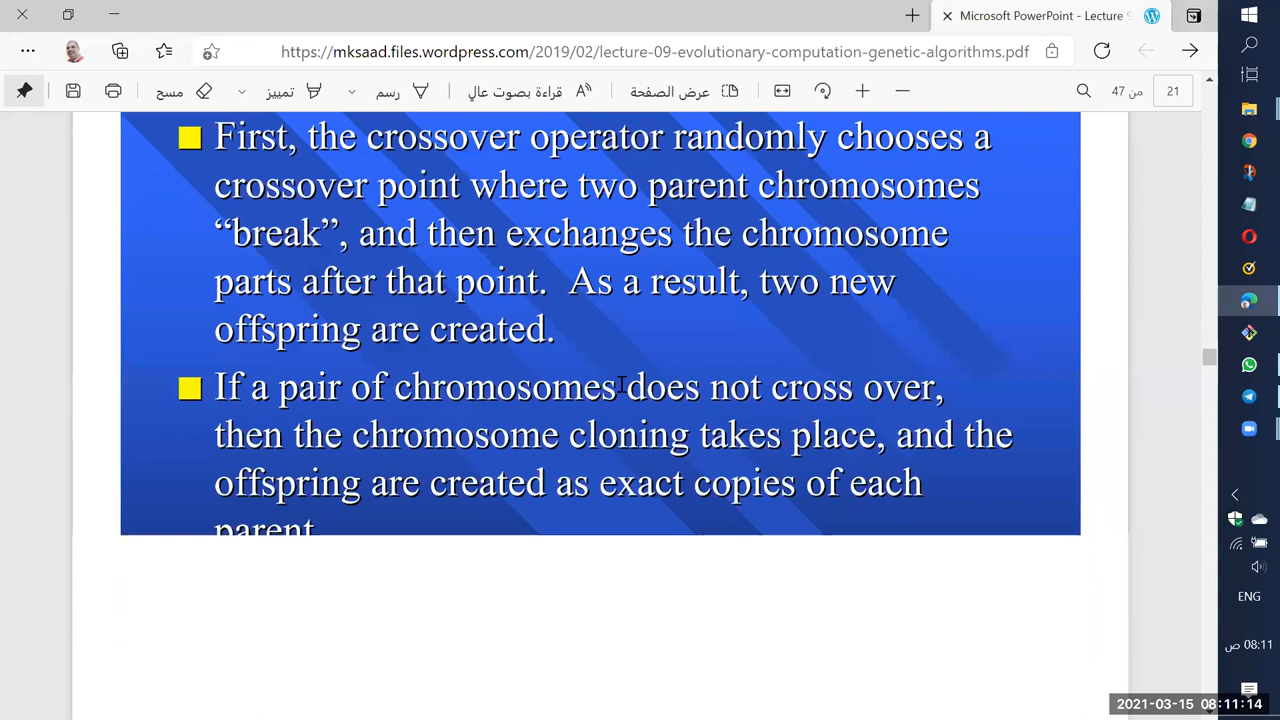 Microsoft PowerPoint - Lecture 9
https://mksaad.files.wordpress.com/2019/02/lecture-09-evolutionary-computation-genetic-algorithms.pdf
مسح
تمييز
رسم
قراءة بصوت عالٍ
عرض الصفحة
من 47
21
First, the crossover operator randomly chooses a
crossover point where two parent chromosomes
“break”, and then exchanges the chromosome
parts after that point. As a result, two new
offspring are created.
If a pair of chromosomes does not cross over,
then the chromosome cloning takes place, and the
offspring are created as exact copies of each
parent.
ENG
08:11 ص
2021-03-15 08:11:14